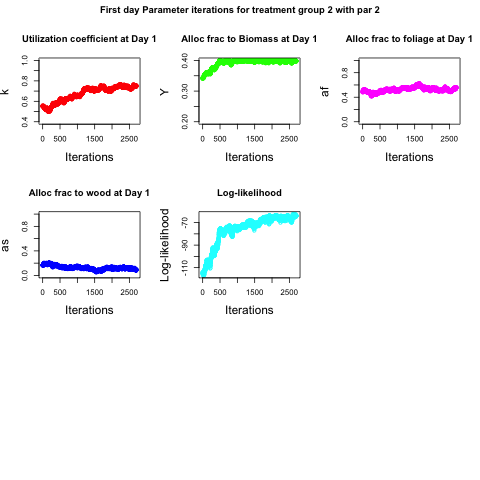 First day Parameter iterations for treatment group 2 with par 2
Utilization coefficient at Day 1
k
0.4 0.6 0.8 1.0
0 500 1500 2500
Iterations
Alloc frac to Biomass at Day 1
Y
0.20 0.30 0.40
0 500 1500 2500
Iterations
Alloc frac to foliage at Day 1
af
0.0 0.4 0.8
0 500 1500 2500
Iterations
Alloc frac to wood at Day 1
as
0.0 0.4 0.8
0 500 1500 2500
Iterations
Log-likelihood
Log-likelihood
-110 -90 -70
0 500 1500 2500
Iterations